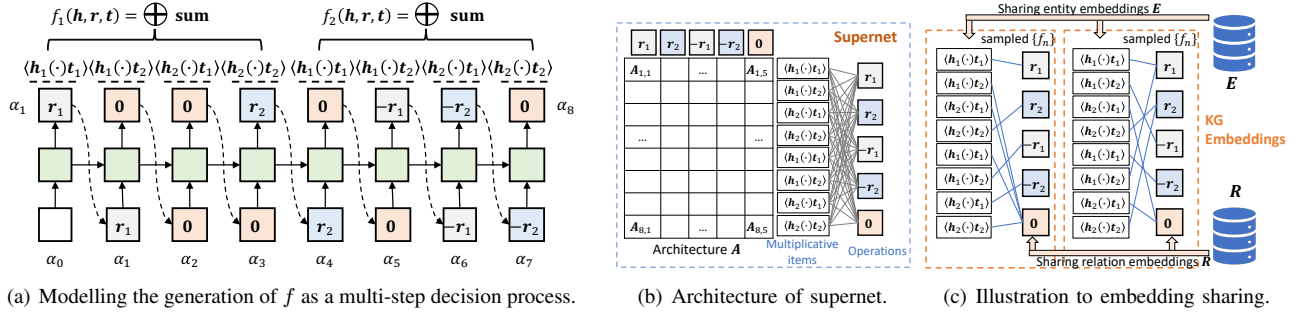 f₁(h, r, t) = ⊕ sum
f₂(h, r, t) = ⊕ sum
⟨h₁(·)t₁⟩ ⟨h₁(·)t₂⟩ ⟨h₂(·)t₁⟩ ⟨h₂(·)t₂⟩ ⟨h₁(·)t₁⟩ ⟨h₁(·)t₂⟩ ⟨h₂(·)t₁⟩ ⟨h₂(·)t₂⟩
α₁ r₁ 0 0 r₂ 0 −r₁ −r₂ 0 α₈
r₁ 0 0 r₂ 0 −r₁ −r₂
α₀ α₁ α₂ α₃ α₄ α₅ α₆ α₇
(a) Modelling the generation of f as a multi-step decision process.
r₁ r₂ −r₁ −r₂ 0
Supernet
A₁,₁ ... A₁,₅
... ...
A₈,₁ ... A₈,₅
⟨h₁(·)t₁⟩
⟨h₁(·)t₂⟩
⟨h₂(·)t₁⟩
⟨h₂(·)t₂⟩
⟨h₁(·)t₁⟩
⟨h₁(·)t₂⟩
⟨h₂(·)t₁⟩
⟨h₂(·)t₂⟩
r₁
r₂
−r₁
−r₂
0
Architecture A
Multiplicative
items
Operations
(b) Architecture of supernet.
Sharing entity embeddings E
sampled {fₙ}
⟨h₁(·)t₁⟩
⟨h₁(·)t₂⟩
⟨h₂(·)t₁⟩
⟨h₂(·)t₂⟩
⟨h₁(·)t₁⟩
⟨h₁(·)t₂⟩
⟨h₂(·)t₁⟩
⟨h₂(·)t₂⟩
r₁
r₂
−r₁
−r₂
0
sampled {fₙ}
⟨h₁(·)t₁⟩
⟨h₁(·)t₂⟩
⟨h₂(·)t₁⟩
⟨h₂(·)t₂⟩
⟨h₁(·)t₁⟩
⟨h₁(·)t₂⟩
⟨h₂(·)t₁⟩
⟨h₂(·)t₂⟩
r₁
r₂
−r₁
−r₂
0
E
KG
Embeddings
R
Sharing relation embeddings R
(c) Illustration to embedding sharing.